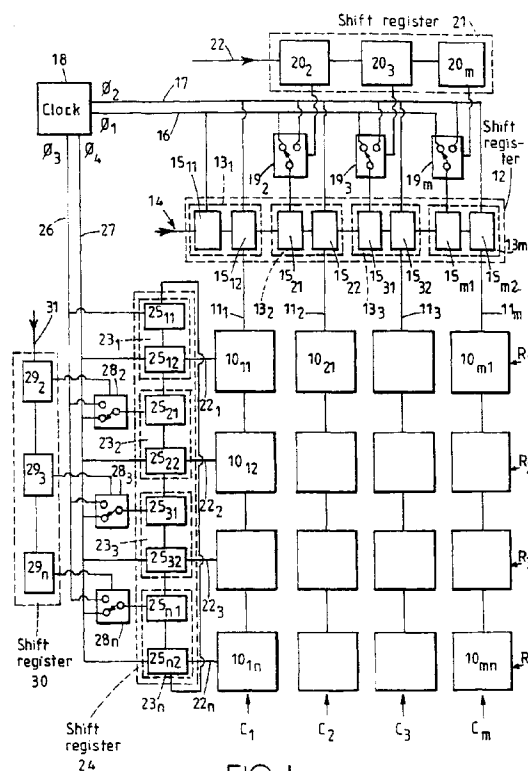 Shift register 21
22
20₂
20₃
20m
18
Clock
Ø₂
17
Ø₁
16
Ø₃
Ø₄
19₂
19₃
19m
Shift
regis-
ter
12
15₁₁
13₁
14
13m
26
27
15₁₂
15₂₁
15₂₂
15₃₁
15₃₂
15m1
15m2
13₂
13₃
31
11₁
11₂
11₃
11m
25₁₁
23₁
25₁₂
22₁
10₁₁
10₂₁
10m1
29₂
28₂
25₂₁
23₂
25₂₂
22₂
10₁₂
29₃
28₃
25₃₁
23₃
25₃₂
22₃
29n
28n
25n1
25n2
22n
10₁n
10mn
23n
Shift
register
30
Shift
register
24
C₁
C₂
C₃
Cm